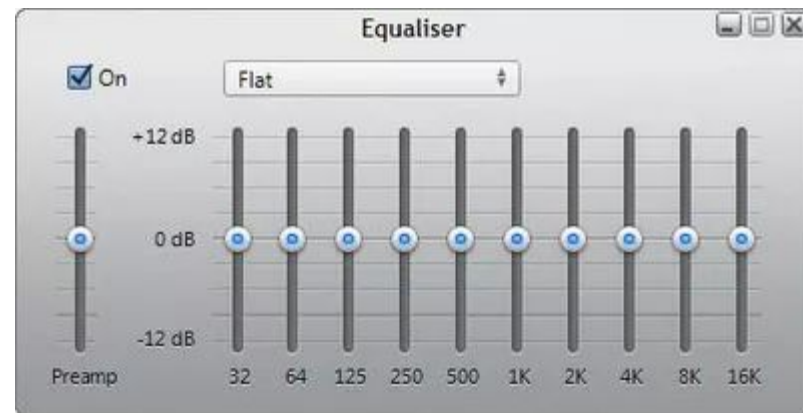 Equaliser
On
Flat
+12 dB
0 dB
-12 dB
Preamp 32 64 125 250 500 1K 2K 4K 8K 16K